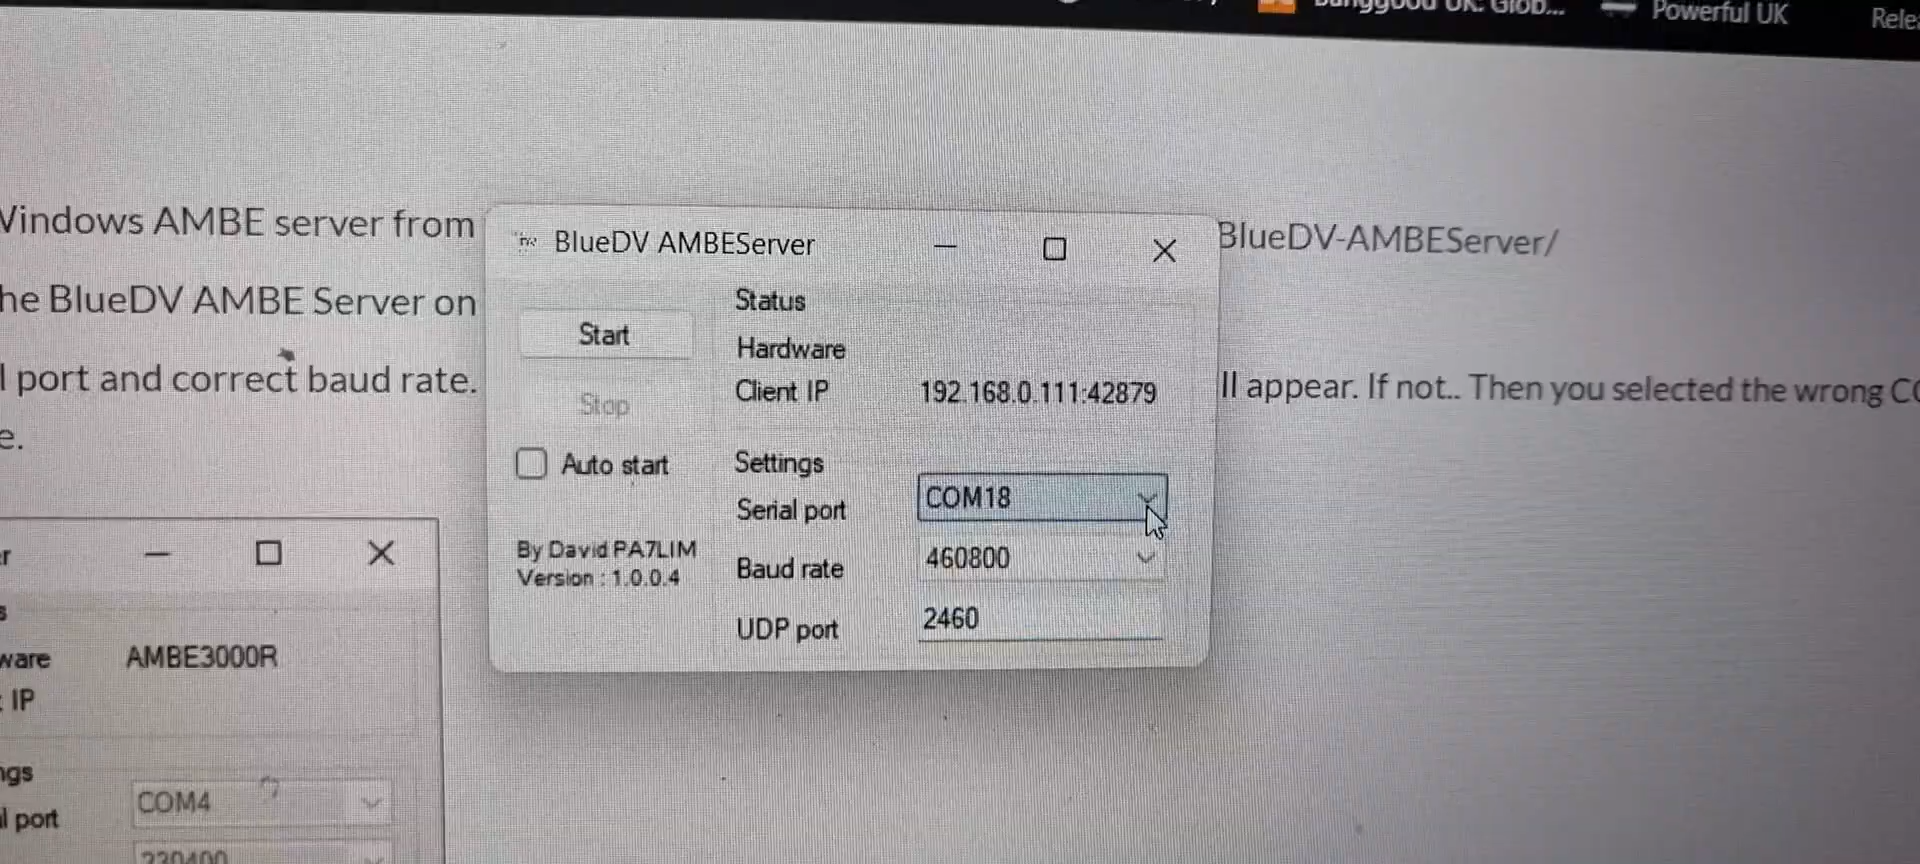 Powerful UK
Windows AMBE server from
BlueDV-AMBEServer/
he BlueDV AMBE Server on
l port and correct baud rate.
ll appear. If not.. Then you selected the wrong
e.
BlueDV AMBEServer
Start
Stop
Auto start
By David PA7LIM
Version : 1.0.0.4
Status
Hardware
Client IP 192.168.0.111:42879
Settings
Serial port COM18
Baud rate 460800
UDP port 2460
ware AMBE3000R
IP
ngs
l port COM4